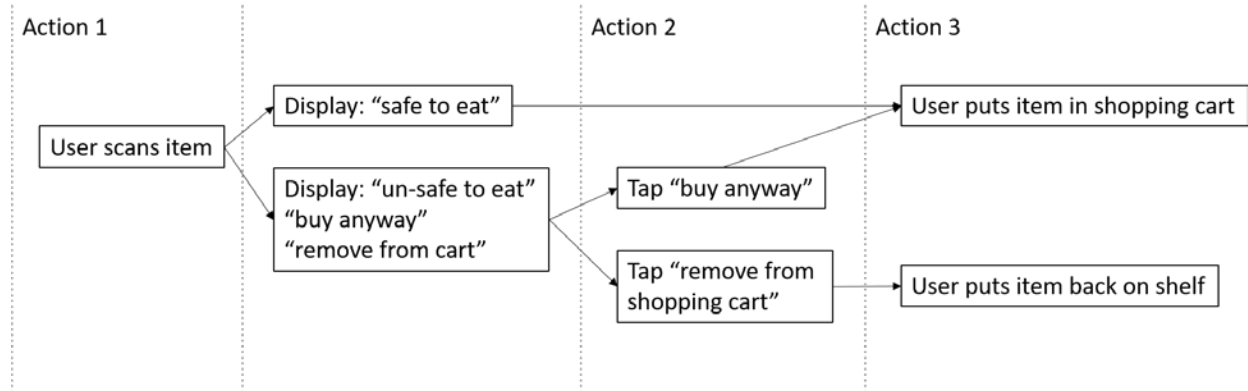 Action 1
Action 2
Action 3
User scans item
Display: “safe to eat”
Display: “un-safe to eat”
“buy anyway”
“remove from cart”
Tap “buy anyway”
Tap “remove from
shopping cart”
User puts item in shopping cart
User puts item back on shelf